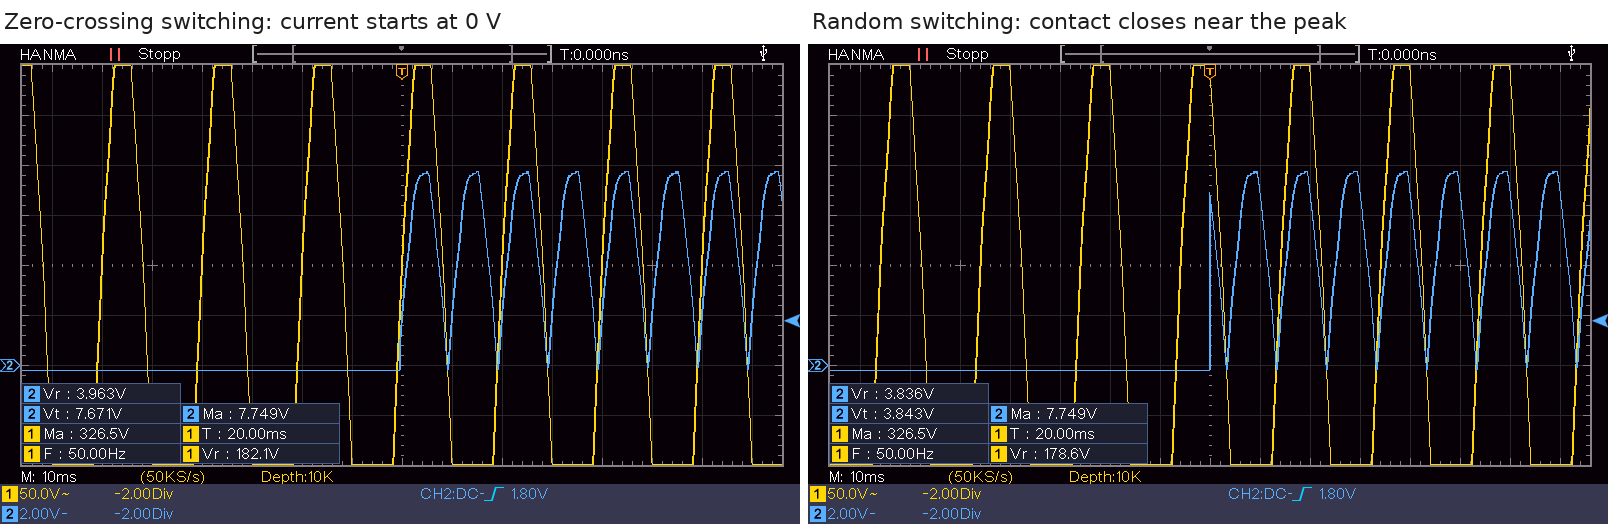 Zero-crossing switching: current starts at 0 V
HANMA Stopp T:0.000ns
T
2
2 Vr : 3.963V
2 Vt : 7.671V 2 Ma : 7.749V
1 Ma : 326.5V 1 T : 20.00ms
1 F : 50.00Hz 1 Vr : 182.1V
M: 10ms (50KS/s) Depth:10K
1 50.0V~ -2.00Div CH2:DC- 1.80V
2 2.00V- -2.00Div
Random switching: contact closes near the peak
HANMA Stopp T:0.000ns
T
2
2 Vr : 3.836V
2 Vt : 3.843V 2 Ma : 7.749V
1 Ma : 326.5V 1 T : 20.00ms
1 F : 50.00Hz 1 Vr : 178.6V
M: 10ms (50KS/s) Depth:10K
1 50.0V~ -2.00Div CH2:DC- 1.80V
2 2.00V- -2.00Div